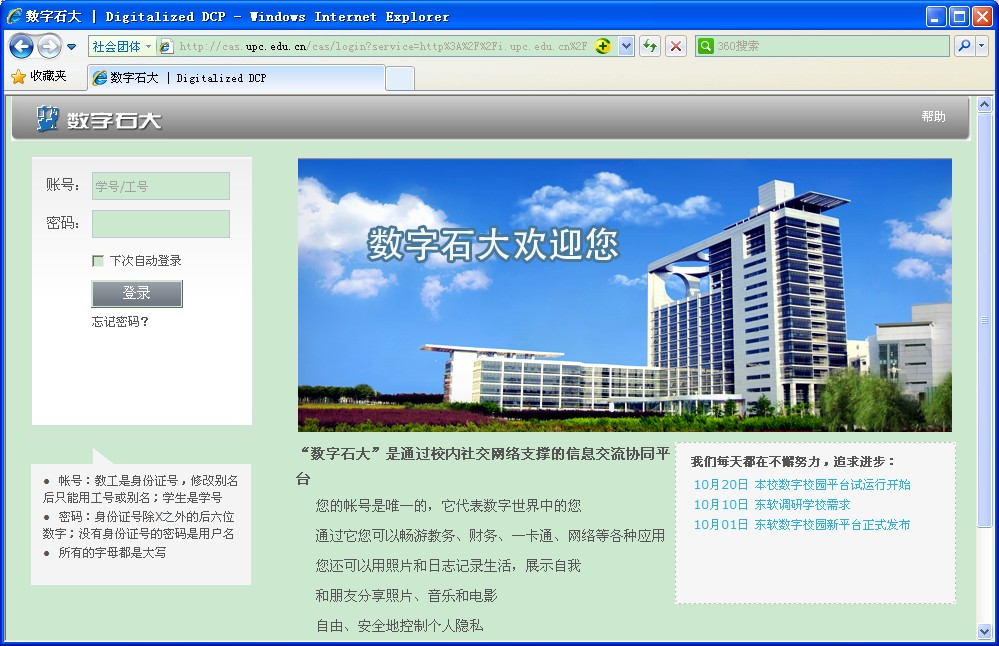 数字石大 | Digitalized DCP - Windows Internet Explorer
社会团体
http://cas.upc.edu.cn/cas/login?service=http%3A%2F%2Fi.upc.edu.cn%2F
360搜索
收藏夹
数字石大 | Digitalized DCP
数字石大
帮助
账号:
学号/工号
密码:
下次自动登录
登录
忘记密码?
数字石大欢迎您
● 帐号：教工是身份证号，修改别名
后只能用工号或别名；学生是学号
● 密码：身份证号除X之外的后六位
数字；没有身份证号的密码是用户名
● 所有的字母都是大写
“数字石大”是通过校内社交网络支撑的信息交流协同平
台
您的帐号是唯一的，它代表数字世界中的您
通过它您可以畅游教务、财务、一卡通、网络等各种应用
您还可以用照片和日志记录生活，展示自我
和朋友分享照片、音乐和电影
自由、安全地控制个人隐私
我们每天都在不懈努力，追求进步：
10月20日 本校数字校园平台试运行开始
10月10日 东软调研学校需求
10月01日 东软数字校园新平台正式发布